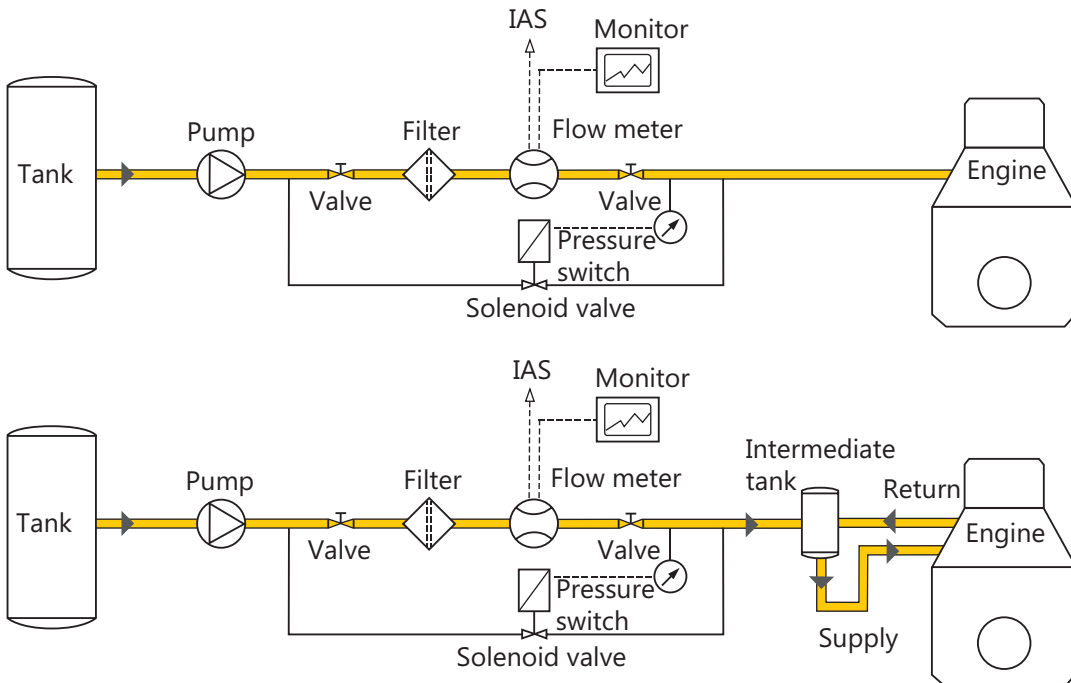 IAS
Monitor
Pump
Filter
Flow meter
Tank
Engine
Valve
Valve
Pressure
switch
Solenoid valve
IAS
Monitor
Intermediate
tank
Pump
Filter
Flow meter
Return
Tank
Engine
Valve
Valve
Pressure
switch
Supply
Solenoid valve